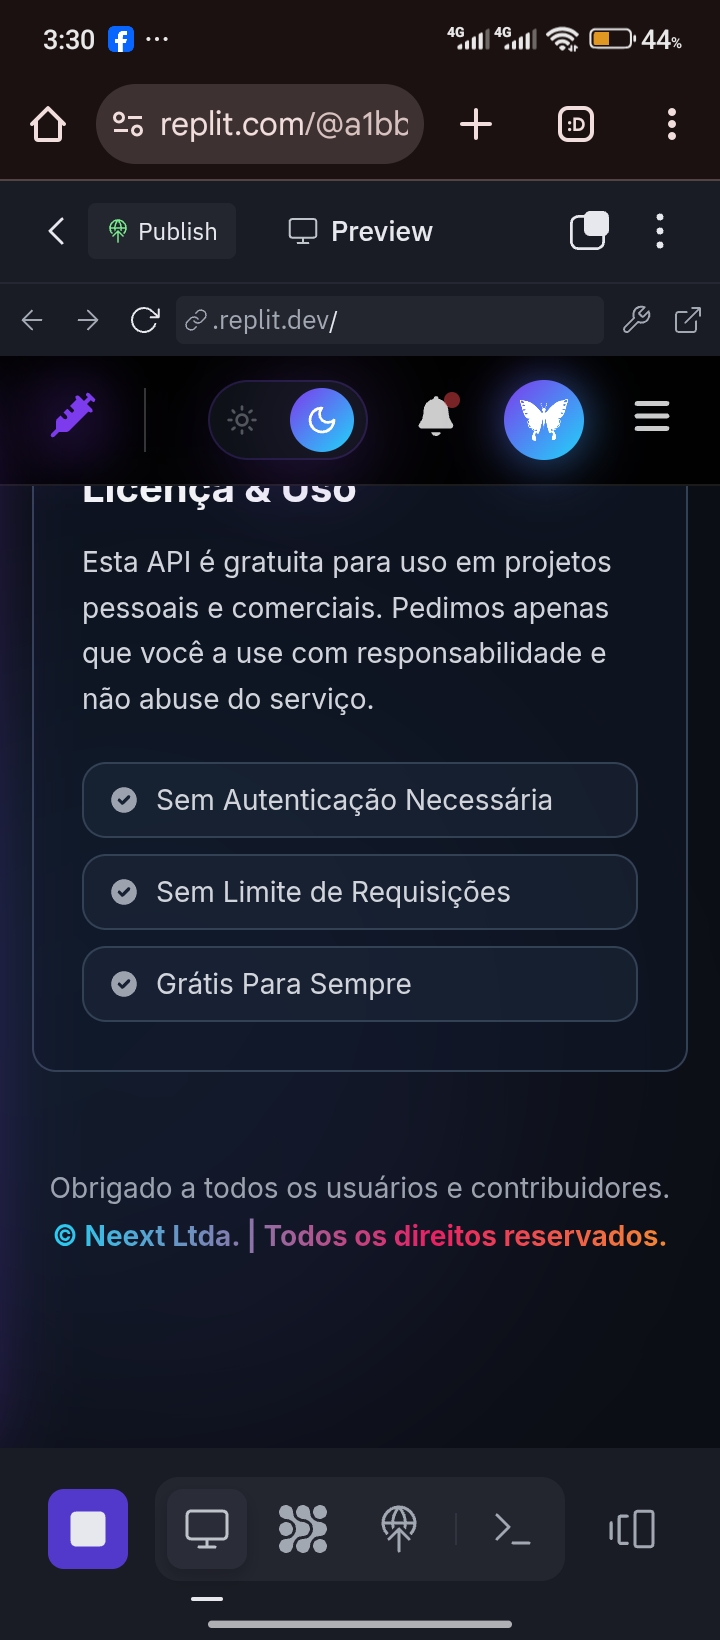 3:30
4G 4G 44%
replit.com/@a1bb
:D
Publish
Preview
.replit.dev/
Licença & Uso
Esta API é gratuita para uso em projetos
pessoais e comerciais. Pedimos apenas
que você a use com responsabilidade e
não abuse do serviço.
Sem Autenticação Necessária
Sem Limite de Requisições
Grátis Para Sempre
Obrigado a todos os usuários e contribuidores.
© Neext Ltda. | Todos os direitos reservados.